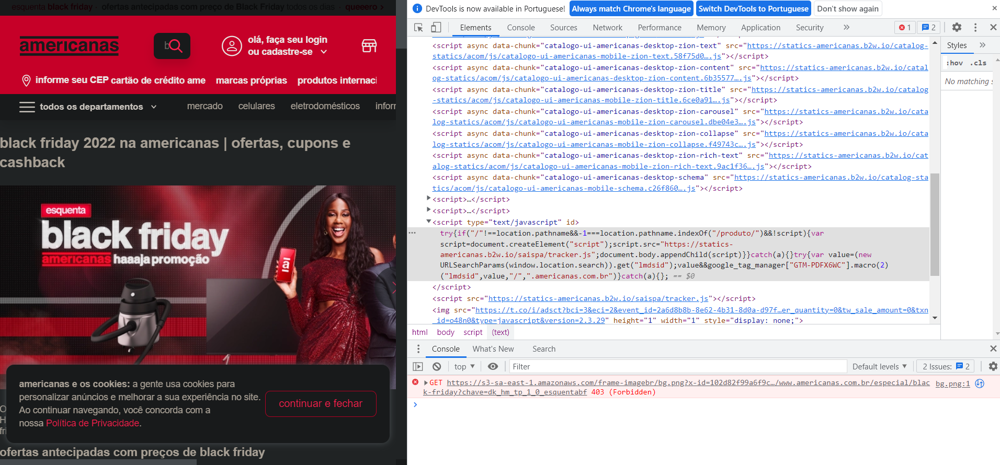 esquenta black friday · ofertas antecipadas com preço de Black Friday todos os dias · queeero >
americanas
b
olá, faça seu login
ou cadastre-se
informe seu CEP cartão de crédito ame marcas próprias produtos internaci
todos os departamentos mercado celulares eletrodomésticos inforr
black friday 2022 na americanas | ofertas, cupons e
cashback
esquenta
black friday
americanas haaaja promoção
americanas e os cookies: a gente usa cookies para
personalizar anúncios e melhorar a sua experiência no site.
Ao continuar navegando, você concorda com a
nossa Política de Privacidade.
continuar e fechar
O
H
fri
ofertas antecipadas com preços de black friday
DevTools is now available in Portuguese! Always match Chrome's language Switch DevTools to Portuguese Don't show again
Elements Console Sources Network Performance Memory Application Security 1 2
<script async data-chunk="catalogo-ui-americanas-desktop-zion-text" src="https://statics-americanas.b2w.io/catalog-
statics/acom/js/catalogo-ui-americanas-mobile-zion-text.58f75d0….js"></script>
<script async data-chunk="catalogo-ui-americanas-desktop-zion-content" src="https://statics-americanas.b2w.io/catal
og-statics/acom/js/catalogo-ui-americanas-desktop-zion-content.6b35577….js"></script>
<script async data-chunk="catalogo-ui-americanas-desktop-zion-title" src="https://statics-americanas.b2w.io/catalog
-statics/acom/js/catalogo-ui-americanas-mobile-zion-title.6ce0a91….js"></script>
<script async data-chunk="catalogo-ui-americanas-desktop-zion-carousel" src="https://statics-americanas.b2w.io/cata
log-statics/acom/js/catalogo-ui-americanas-mobile-zion-carousel.dbe04e3….js"></script>
<script async data-chunk="catalogo-ui-americanas-desktop-zion-collapse" src="https://statics-americanas.b2w.io/cata
log-statics/acom/js/catalogo-ui-americanas-mobile-zion-collapse.f49743c….js"></script>
<script async data-chunk="catalogo-ui-americanas-desktop-zion-rich-text" src="https://statics-americanas.b2w.io/cat
alog-statics/acom/js/catalogo-ui-americanas-mobile-zion-rich-text.9ac1f36….js"></script>
<script async data-chunk="catalogo-ui-americanas-desktop-schema" src="https://statics-americanas.b2w.io/catalog-sta
tics/acom/js/catalogo-ui-americanas-mobile-schema.c26f860….js"></script>
<script>…</script>
<script>…</script>
<script type="text/javascript" id>
try{if("/"!==location.pathname&&-1===location.pathname.indexOf("/produto/")&&!script){var
script=document.createElement("script");script.src="https://statics-
americanas.b2w.io/saispa/tracker.js";document.body.appendChild(script)}}catch(a){}try{var value=(new
URLSearchParams(window.location.search)).get("lmdsid");value&&google_tag_manager["GTM-PDFX6WC"].macro(2)
("lmdsid",value,"/",".americanas.com.br")}catch(a){}; == $0
</script>
<script src="https://statics-americanas.b2w.io/saispa/tracker.js"></script>
<img src="https://t.co/i/adsct?bci=3&eci=2&event_id=2a6d8b8b-8e62-4b31-8d0a-d97f…er_quantity=0&tw_sale_amount=0&txn
_id=o48n0&type=javascript&version=2.3.29" height="1" width="1" style="display: none;">
html body script (text)
Styles
:hov .cls
No matching s
Console What's New Search
top Filter Default levels 2 Issues: 2
GET https://s3-sa-east-1.amazonaws.com/frame-imagebr/bg.png?x-id=102d82f99a6f9c…/www.americanas.com.br/especial/blac bg.png:1
k-friday?chave=dk_hm_tp_1_0_esquentabf 403 (Forbidden)